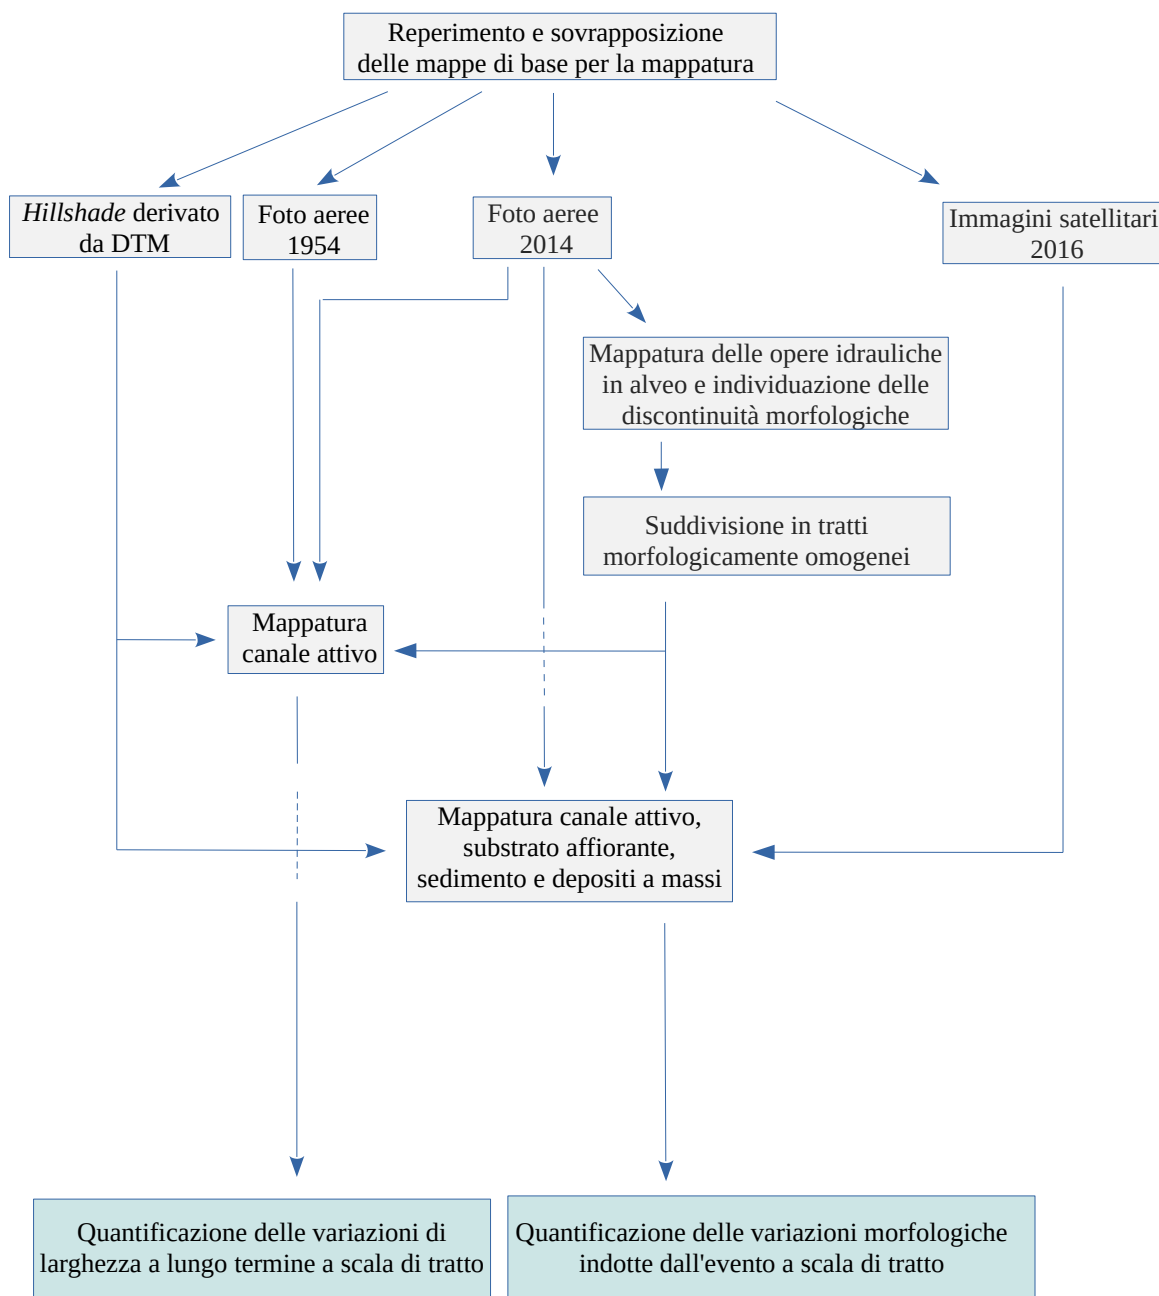 Reperimento e sovrapposizione
delle mappe di base per la mappatura
Hillshade derivato
da DTM
Foto aeree
1954
Foto aeree
2014
Immagini satellitari
2016
Mappatura delle opere idrauliche
in alveo e individuazione delle
discontinuità morfologiche
Suddivisione in tratti
morfologicamente omogenei
Mappatura
canale attivo
Mappatura canale attivo,
substrato affiorante,
sedimento e depositi a massi
Quantificazione delle variazioni di
larghezza a lungo termine a scala di tratto
Quantificazione delle variazioni morfologiche
indotte dall'evento a scala di tratto